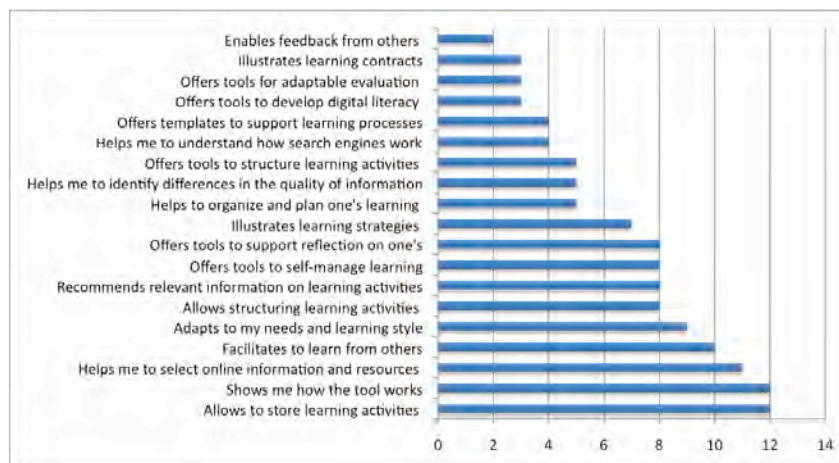 Enables feedback from others
Illustrates learning contracts
Offers tools for adaptable evaluation
Offers tools to develop digital literacy
Offers templates to support learning processes
Helps me to understand how search engines work
Offers tools to structure learning activities
Helps me to identify differences in the quality of information
Helps to organize and plan one's learning
Illustrates learning strategies
Offers tools to support reflection on one's
Offers tools to self-manage learning
Recommends relevant information on learning activities
Allows structuring learning activities
Adapts to my needs and learning style
Facilitates to learn from others
Helps me to select online information and resources
Shows me how the tool works
Allows to store learning activities
0 2 4 6 8 10 12 14